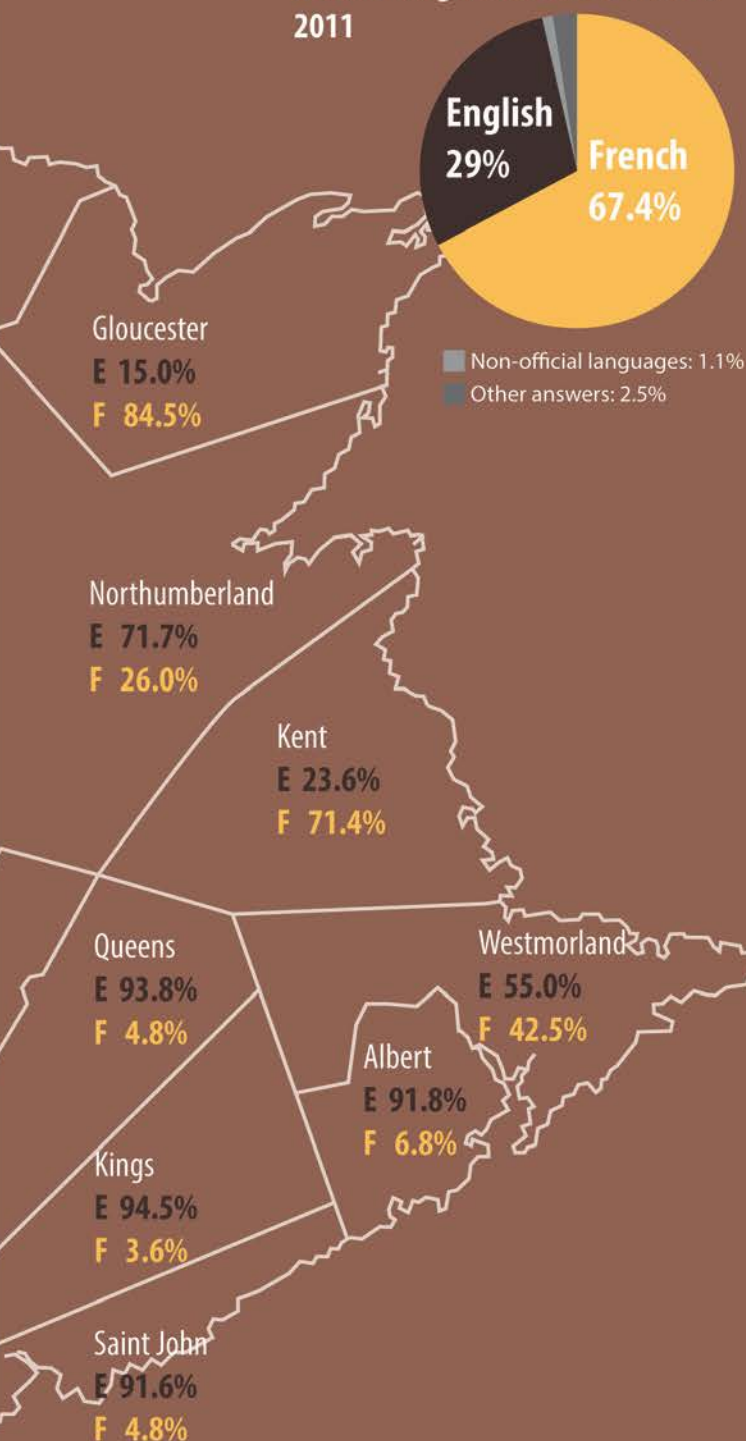 2011
English
29%
French
67.4%
Non-official languages: 1.1%
Other answers: 2.5%
Gloucester
E 15.0%
F 84.5%
Northumberland
E 71.7%
F 26.0%
Kent
E 23.6%
F 71.4%
Queens
E 93.8%
F 4.8%
Westmorland
E 55.0%
F 42.5%
Albert
E 91.8%
F 6.8%
Kings
E 94.5%
F 3.6%
Saint John
E 91.6%
F 4.8%